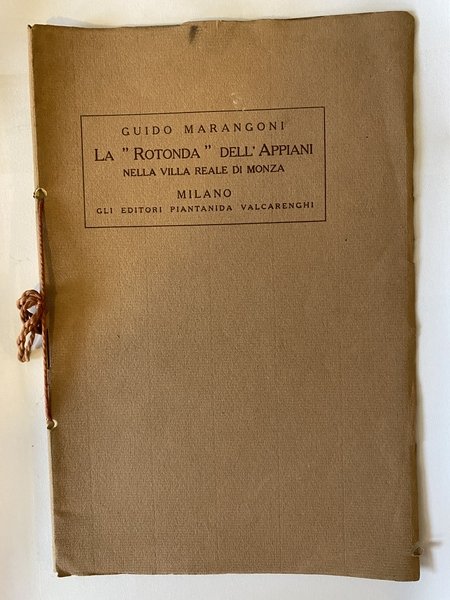 GUIDO MARANGONI
LA "ROTONDA" DELL'APPIANI
NELLA VILLA REALE DI MONZA
MILANO
GLI EDITORI PIANTANIDA VALCARENGHI